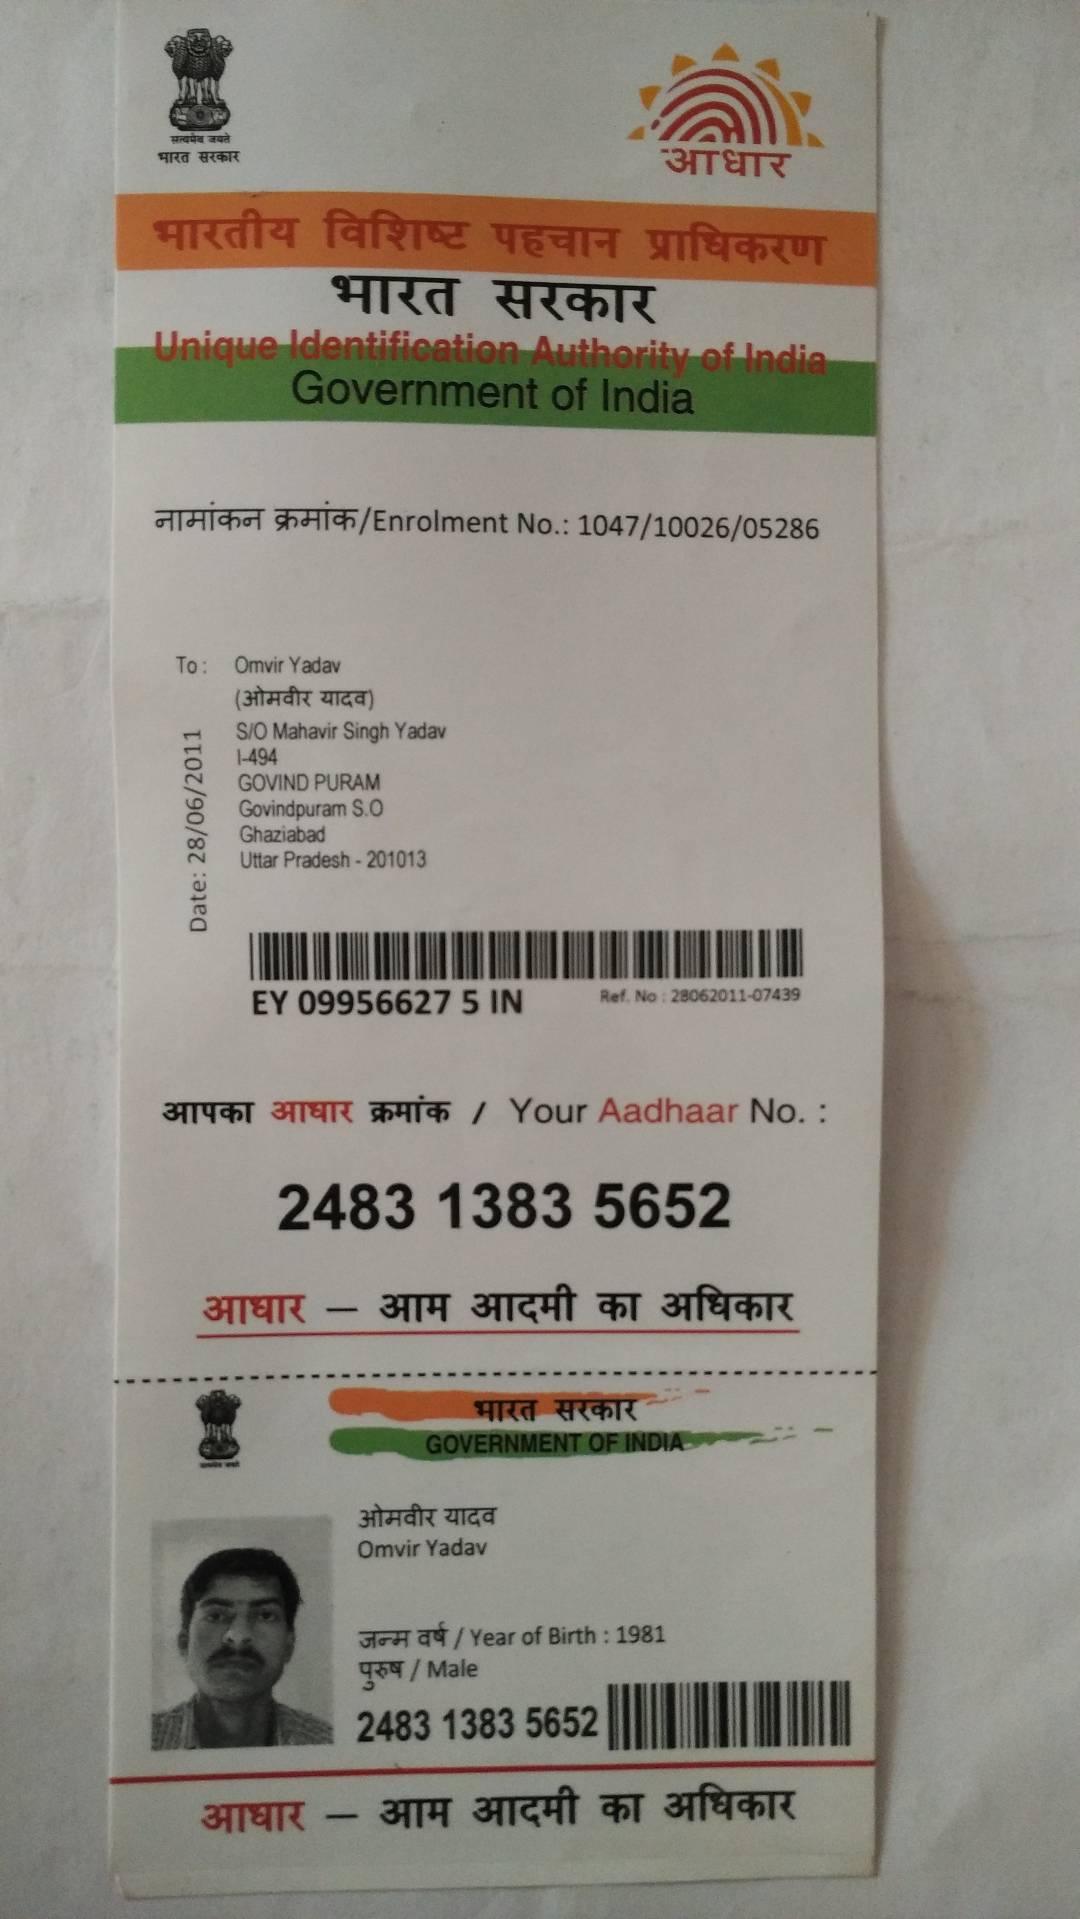 सत्यमेव जयते
भारत सरकार
आधार
भारतीय विशिष्ट पहचान प्राधिकरण
भारत सरकार
Unique Identification Authority of India
Government of India
नामांकन क्रमांक/Enrolment No.: 1047/10026/05286
To : Omvir Yadav
(ओमवीर यादव)
S/O Mahavir Singh Yadav
I-494
GOVIND PURAM
Govindpuram S.O
Ghaziabad
Uttar Pradesh - 201013
Date: 28/06/2011
EY 09956627 5 IN
Ref. No : 28062011-07439
आपका आधार क्रमांक / Your Aadhaar No. :
2483 1383 5652
आधार – आम आदमी का अधिकार
भारत सरकार
GOVERNMENT OF INDIA
सत्यमेव जयते
ओमवीर यादव
Omvir Yadav
जन्म वर्ष / Year of Birth : 1981
पुरुष / Male
2483 1383 5652
आधार – आम आदमी का अधिकार